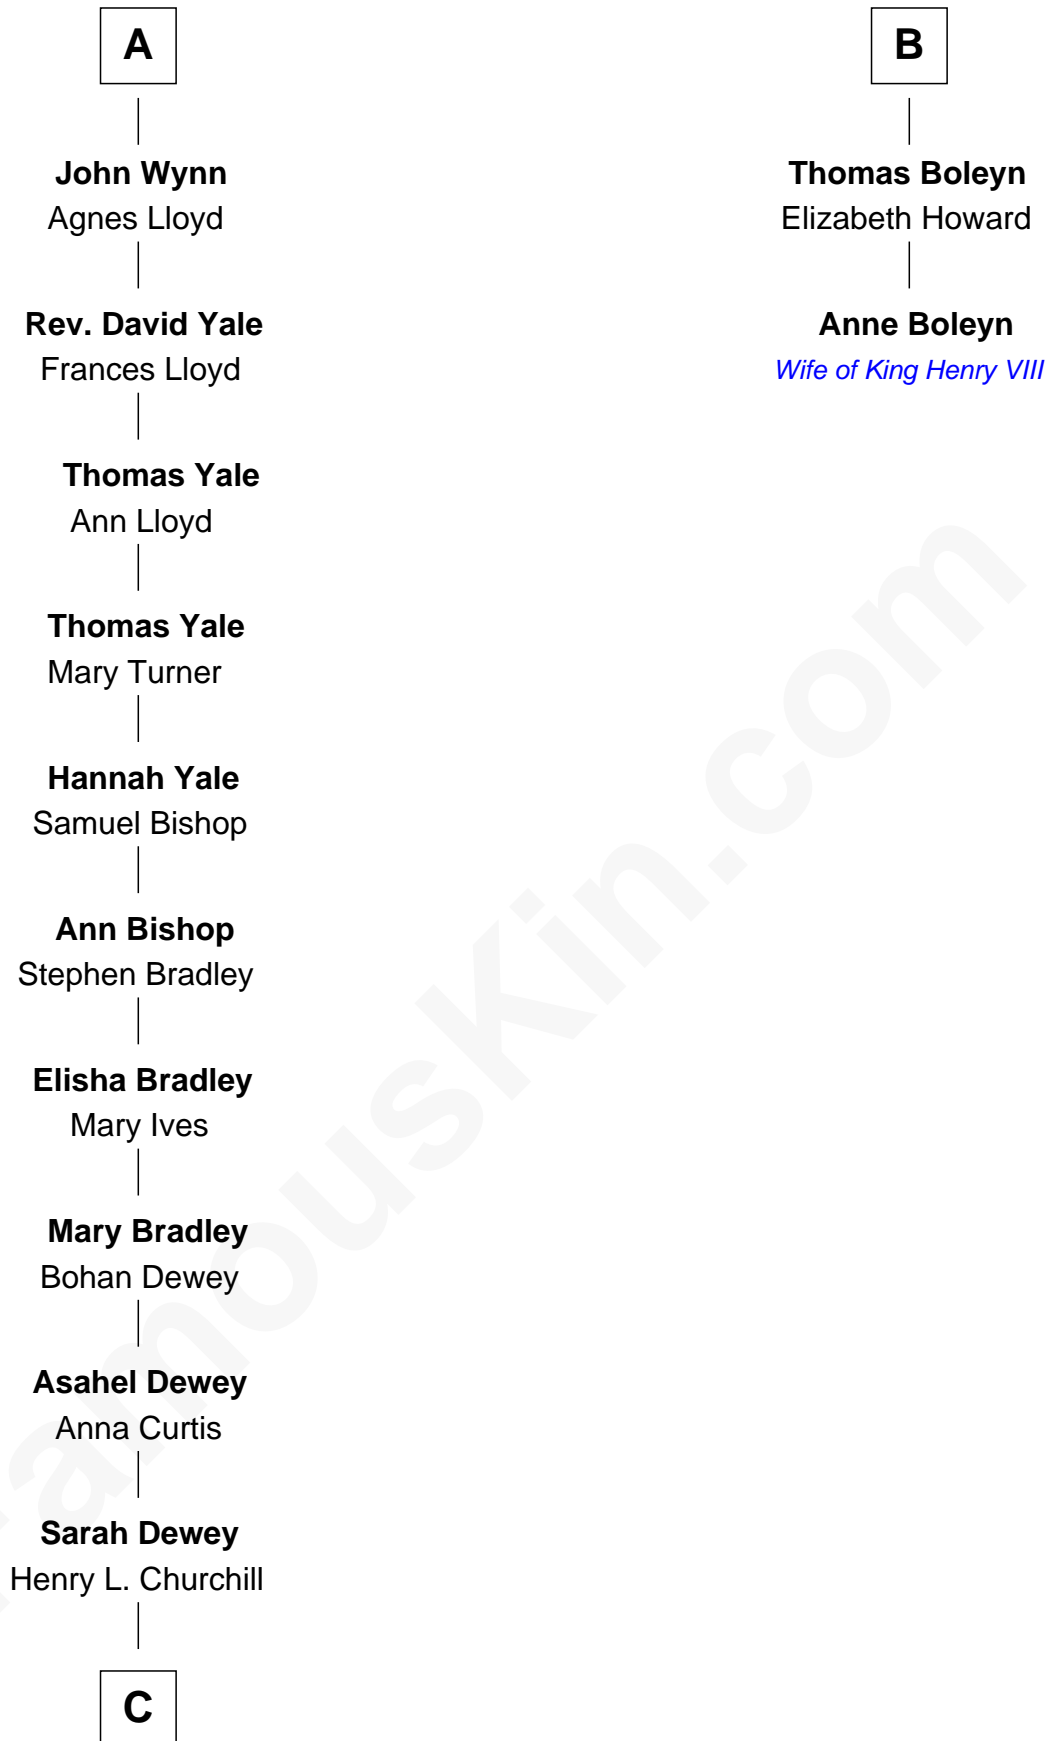 A
John Wynn
Agnes Lloyd
Rev. David Yale
Frances Lloyd
Thomas Yale
Ann Lloyd
Thomas Yale
Mary Turner
Hannah Yale
Samuel Bishop
Ann Bishop
Stephen Bradley
Elisha Bradley
Mary Ives
Mary Bradley
Bohan Dewey
Asahel Dewey
Anna Curtis
Sarah Dewey
Henry L. Churchill
C
B
Thomas Boleyn
Elizabeth Howard
Anne Boleyn
Wife of King Henry VIII
FamousKin.com